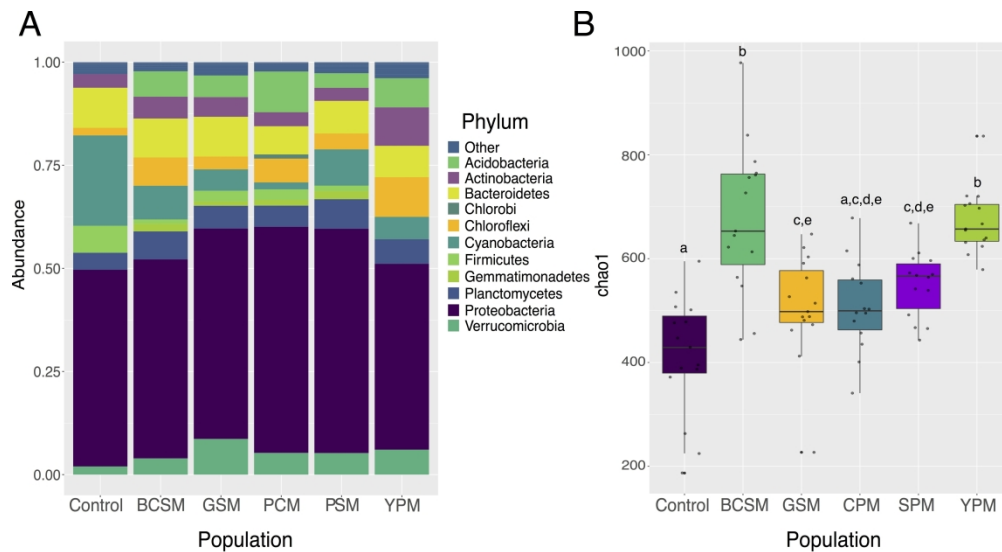 A
1.00
0.75
0.50
0.25
0.00
Abundance
Control BCSM GSM PCM PSM YPM
Population
Phylum
Other
Acidobacteria
Actinobacteria
Bacteroidetes
Chlorobi
Chloroflexi
Cyanobacteria
Firmicutes
Gemmatimonadetes
Planctomycetes
Proteobacteria
Verrucomicrobia
B
1000
800
600
400
200
chao1
a
b
c,e
a,c,d,e
c,d,e
b
Control BCSM GSM CPM SPM YPM
Population